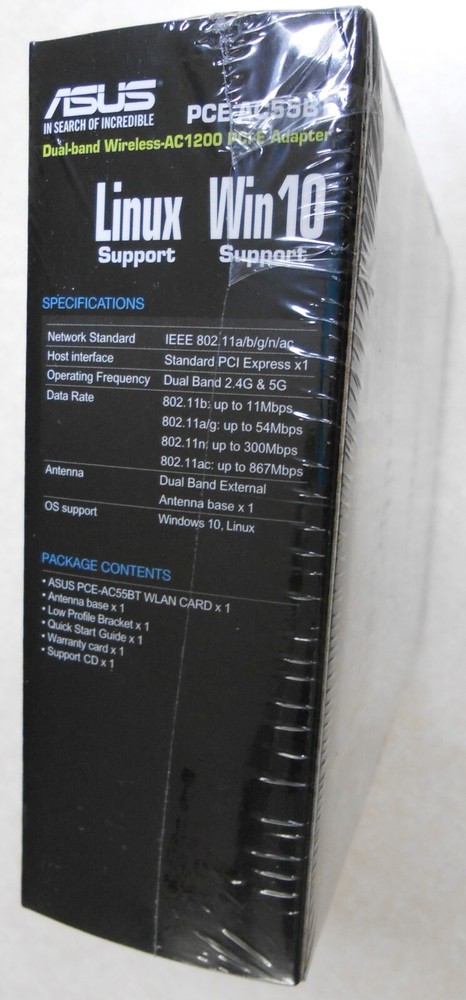 ASUS
IN SEARCH OF INCREDIBLE
PCE-AC55BT
Dual-band Wireless-AC1200 PCI-E Adapter
Linux Support
Win 10 Support
SPECIFICATIONS
Network Standard IEEE 802.11a/b/g/n/ac
Host interface Standard PCI Express x1
Operating Frequency Dual Band 2.4G & 5G
Data Rate 802.11b: up to 11Mbps
802.11a/g: up to 54Mbps
802.11n: up to 300Mbps
802.11ac: up to 867Mbps
Antenna Dual Band External
Antenna base x 1
OS support Windows 10, Linux
PACKAGE CONTENTS
• ASUS PCE-AC55BT WLAN CARD x 1
• Antenna base x 1
• Low Profile Bracket x 1
• Quick Start Guide x 1
• Warranty card x 1
• Support CD x 1